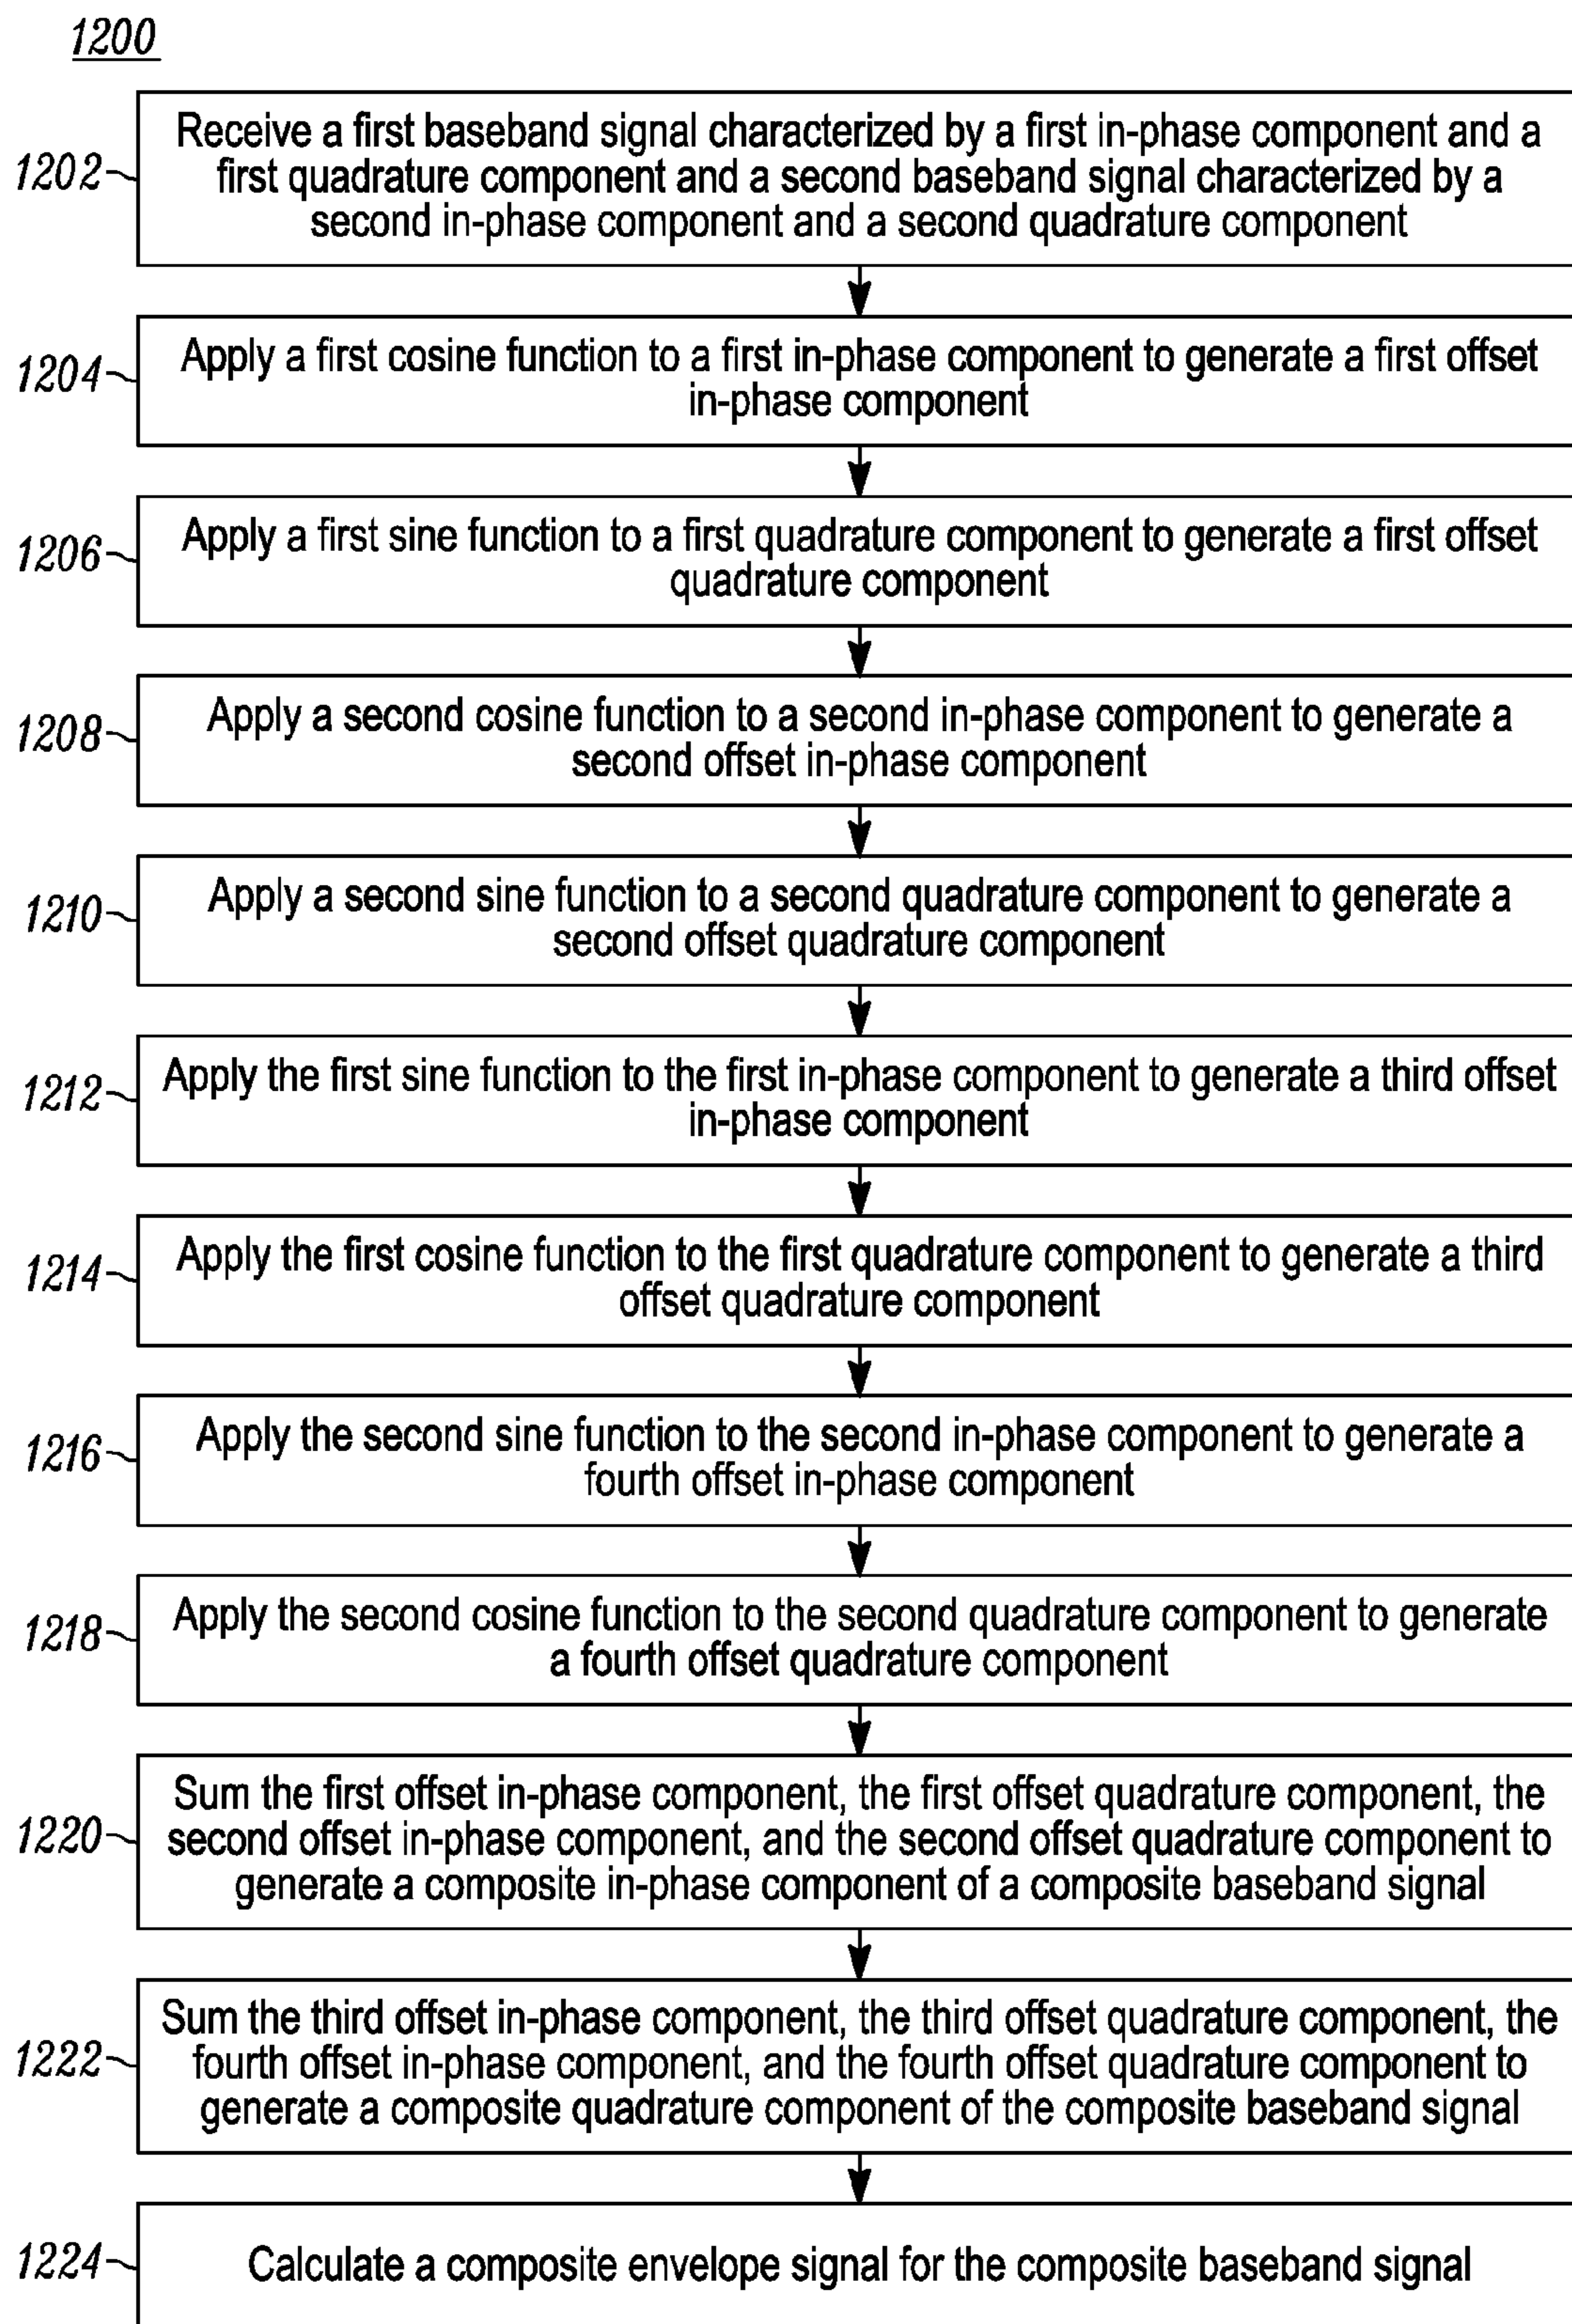 1200
1202
Receive a first baseband signal characterized by a first in-phase component and a
first quadrature component and a second baseband signal characterized by a
second in-phase component and a second quadrature component
1204
Apply a first cosine function to a first in-phase component to generate a first offset
in-phase component
1206
Apply a first sine function to a first quadrature component to generate a first offset
quadrature component
1208
Apply a second cosine function to a second in-phase component to generate a
second offset in-phase component
1210
Apply a second sine function to a second quadrature component to generate a
second offset quadrature component
1212
Apply the first sine function to the first in-phase component to generate a third offset
in-phase component
1214
Apply the first cosine function to the first quadrature component to generate a third
offset quadrature component
1216
Apply the second sine function to the second in-phase component to generate a
fourth offset in-phase component
1218
Apply the second cosine function to the second quadrature component to generate
a fourth offset quadrature component
1220
Sum the first offset in-phase component, the first offset quadrature component, the
second offset in-phase component, and the second offset quadrature component to
generate a composite in-phase component of a composite baseband signal
1222
Sum the third offset in-phase component, the third offset quadrature component, the
fourth offset in-phase component, and the fourth offset quadrature component to
generate a composite quadrature component of the composite baseband signal
1224
Calculate a composite envelope signal for the composite baseband signal